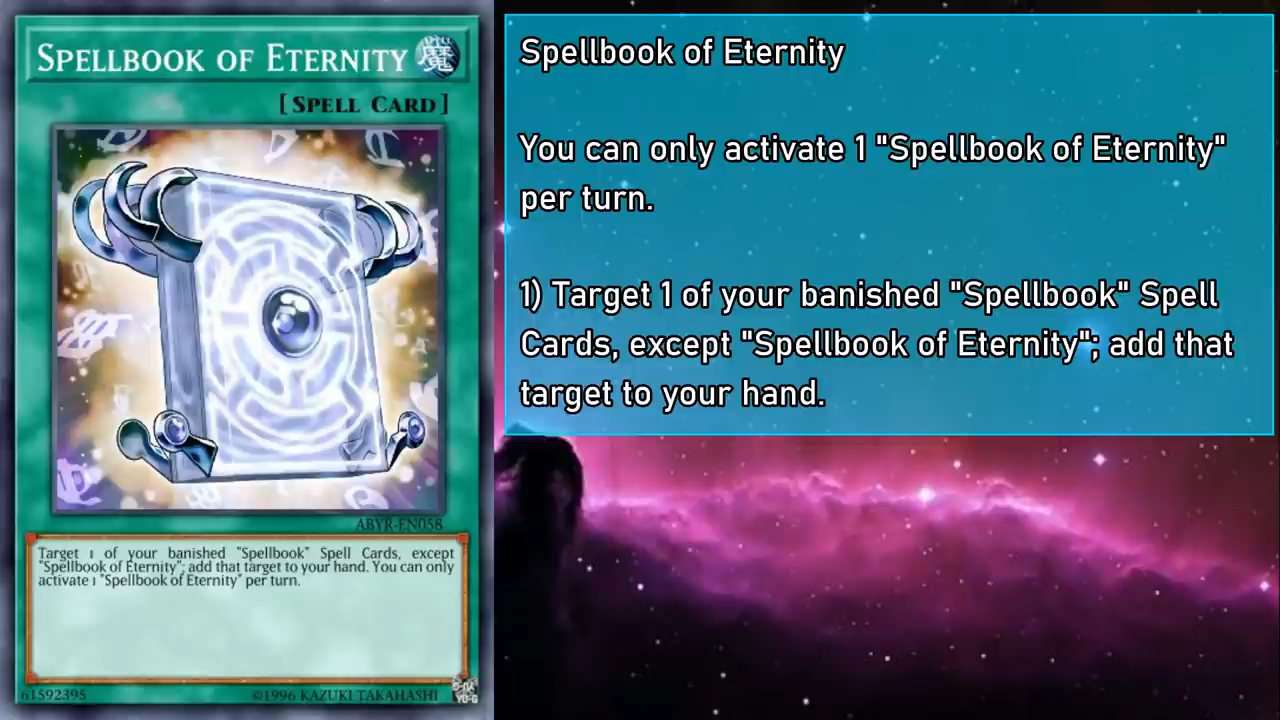 SPELLBOOK OF ETERNITY
[SPELL CARD]
ABYR-EN058
Target 1 of your banished "Spellbook" Spell Cards, except
"Spellbook of Eternity"; add that target to your hand. You can only
activate 1 "Spellbook of Eternity" per turn.
61592395
©1996 KAZUKI TAKAHASHI
Spellbook of Eternity
You can only activate 1 "Spellbook of Eternity"
per turn.
1) Target 1 of your banished "Spellbook" Spell
Cards, except "Spellbook of Eternity"; add that
target to your hand.